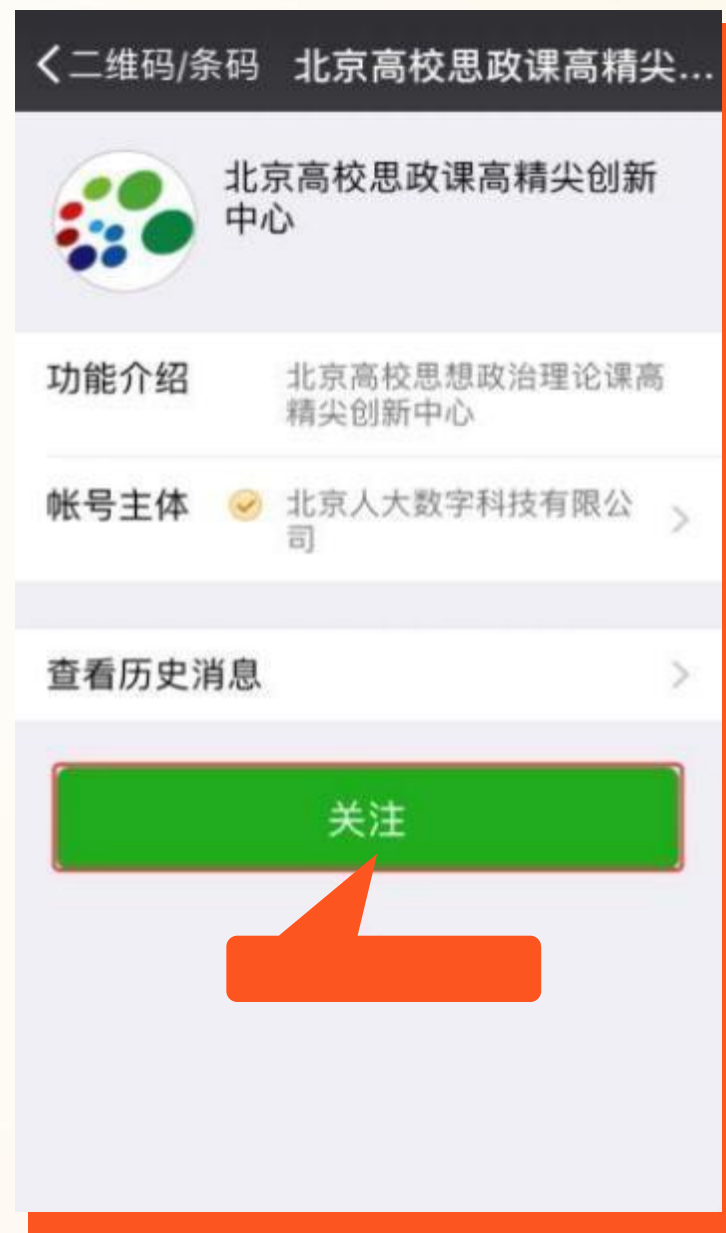 二维码/条码 北京高校思政课高精尖...
北京高校思政课高精尖创新
中心
功能介绍 北京高校思想政治理论课高
精尖创新中心
帐号主体 北京人大数字科技有限公
司
查看历史消息
关注